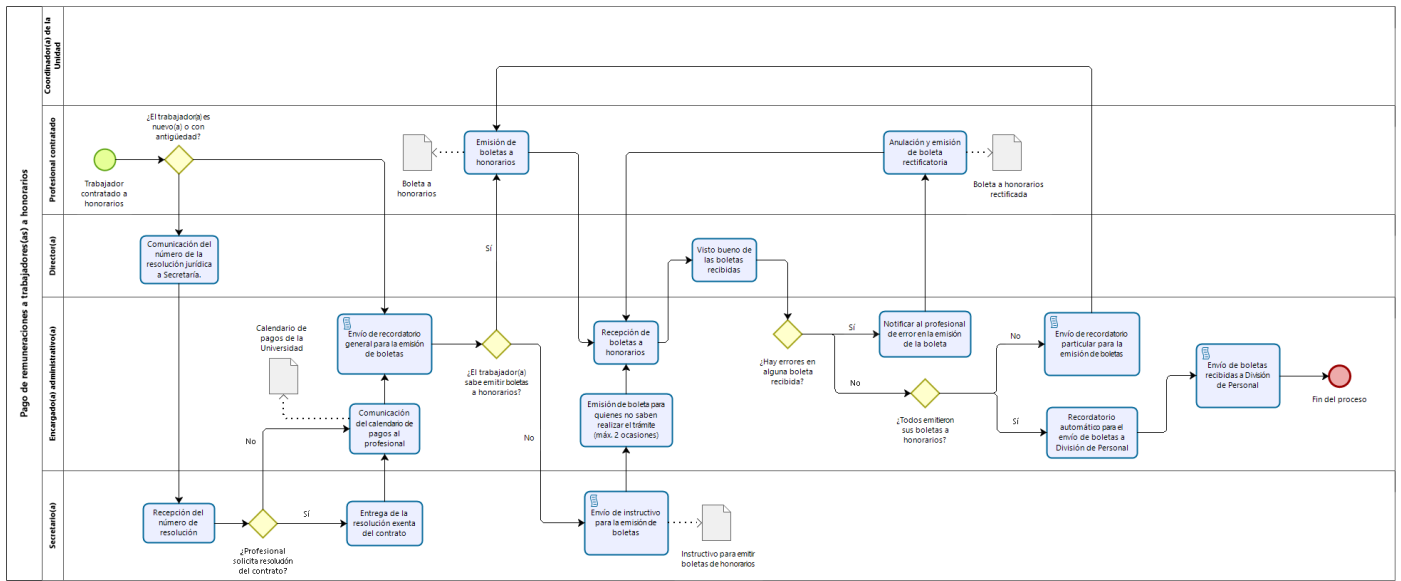 Pago de remuneraciones a trabajadores(as) a honorarios
Coordinador(a) de la
Unidad
Profesional contratado
¿El trabajador(a) es
nuevo(a) o con
antigüedad?
Trabajador
contratado a
honorarios
Boleta a
honorarios
Emisión de
boletas a
honorarios
Anulación y emisión
de boleta
rectificatoria
Boleta a honorarios
rectificada
Director(a)
Comunicación del
número de la
resolución jurídica
a Secretaría.
Sí
Visto bueno de
las boletas
recibidas
Encargado(a) administrativo(a)
Calendario de
pagos de la
Universidad
Envío de recordatorio
general para la emisión
de boletas
¿El trabajador(a)
sabe emitir boletas
a honorarios?
Comunicación
del calendario de
pagos al
profesional
No
No
Recepción de
boletas a
honorarios
Emisión de boleta para
quienes no saben
realizar el trámite
(máx. 2 ocasiones)
¿Hay errores en
alguna boleta
recibida?
Sí
No
Notificar al profesional
de error en la emisión
de la boleta
¿Todos emitieron
sus boletas a
honorarios?
No
Sí
Envío de recordatorio
particular para la
emisión de boletas
Recordatorio
automático para el
envío de boletas a
División de Personal
Envío de boletas
recibidas a División
de Personal
Fin del proceso
Secretario(a)
Recepción del
número de
resolución
¿Profesional
solicita resolución
del contrato?
Sí
Entrega de la
resolución exenta
del contrato
Envío de instructivo
para la emisión de
boletas
Instructivo para emitir
boletas de honorarios